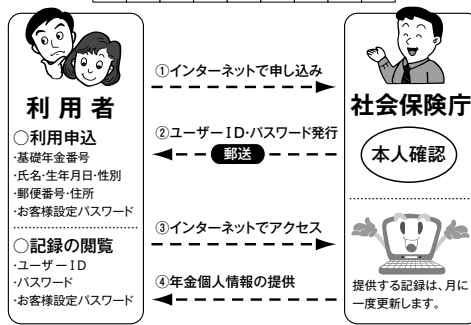 利用者
○利用申込
・基礎年金番号
・氏名・生年月日・性別
・郵便番号・住所
・お客様設定パスワード
○記録の閲覧
・ユーザーID
・パスワード
・お客様設定パスワード
①インターネットで申し込み
②ユーザーID・パスワード発行
郵送
③インターネットでアクセス
④年金個人情報の提供
社会保険庁
本人確認
提供する記録は、月に
一度更新します。